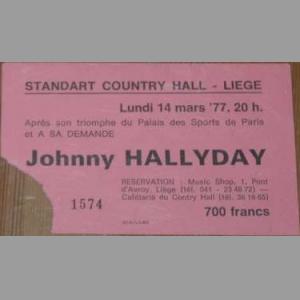 STANDART COUNTRY HALL - LIEGE
Lundi 14 mars '77, 20 h.
Après son triomphe du Palais des Sports de Paris
et A SA DEMANDE
Johnny HALLYDAY
RESERVATION : Music Shop, 1, Pont
d'Avroy, Liège (tél. 041 - 23.48.72) —
Cafétaria du Contry Hall (tél. 36 16 65)
1574
700 francs